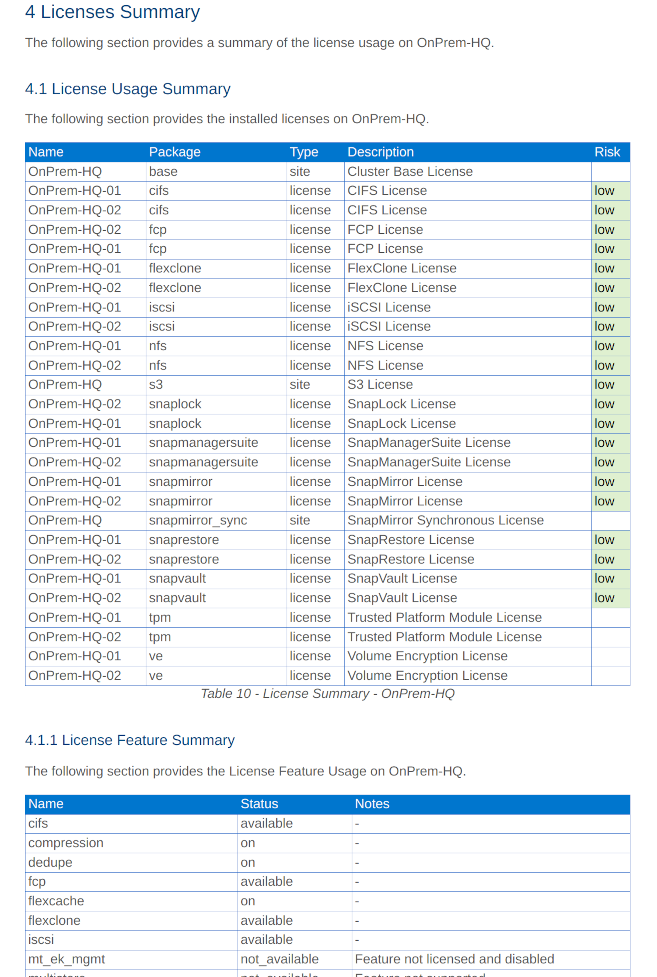 4 Licenses Summary
The following section provides a summary of the license usage on OnPrem-HQ.
4.1 License Usage Summary
The following section provides the installed licenses on OnPrem-HQ.
Name Package Type Description Risk
OnPrem-HQ base site Cluster Base License
OnPrem-HQ-01 cifs license CIFS License low
OnPrem-HQ-02 cifs license CIFS License low
OnPrem-HQ-02 fcp license FCP License low
OnPrem-HQ-01 fcp license FCP License low
OnPrem-HQ-01 flexclone license FlexClone License low
OnPrem-HQ-02 flexclone license FlexClone License low
OnPrem-HQ-01 iscsi license iSCSI License low
OnPrem-HQ-02 iscsi license iSCSI License low
OnPrem-HQ-01 nfs license NFS License low
OnPrem-HQ-02 nfs license NFS License low
OnPrem-HQ s3 site S3 License low
OnPrem-HQ-02 snaplock license SnapLock License low
OnPrem-HQ-01 snaplock license SnapLock License low
OnPrem-HQ-01 snapmanagersuite license SnapManagerSuite License low
OnPrem-HQ-02 snapmanagersuite license SnapManagerSuite License low
OnPrem-HQ-01 snapmirror license SnapMirror License low
OnPrem-HQ-02 snapmirror license SnapMirror License low
OnPrem-HQ snapmirror_sync site SnapMirror Synchronous License
OnPrem-HQ-01 snaprestore license SnapRestore License low
OnPrem-HQ-02 snaprestore license SnapRestore License low
OnPrem-HQ-01 snapvault license SnapVault License low
OnPrem-HQ-02 snapvault license SnapVault License low
OnPrem-HQ-01 tpm license Trusted Platform Module License
OnPrem-HQ-02 tpm license Trusted Platform Module License
OnPrem-HQ-01 ve license Volume Encryption License
OnPrem-HQ-02 ve license Volume Encryption License
Table 10 - License Summary - OnPrem-HQ
4.1.1 License Feature Summary
The following section provides the License Feature Usage on OnPrem-HQ.
Name Status Notes
cifs available -
compression on -
dedupe on -
fcp available -
flexcache on -
flexclone available -
iscsi available -
mt_ek_mgmt not_available Feature not licensed and disabled